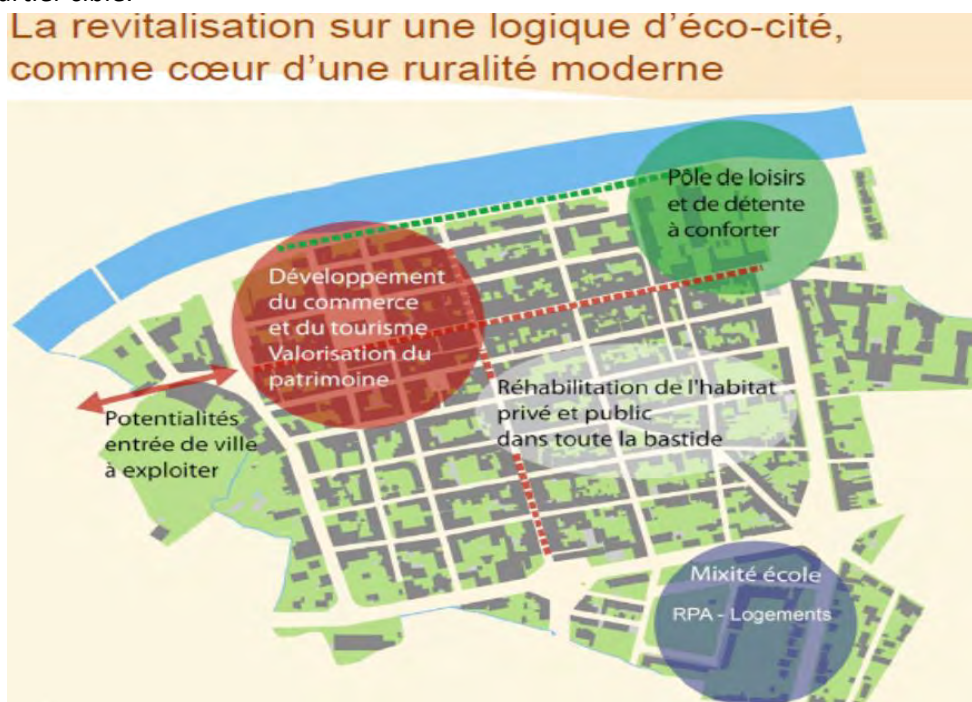 La revitalisation sur une logique d'éco-cité,
comme cœur d'une ruralité moderne
Pôle de loisirs
et de détente
à conforter
Développement
du commerce
et du tourisme
Valorisation du
patrimoine
Réhabilitation de l'habitat
privé et public
dans toute la bastide
Potentialités
entrée de ville
à exploiter
Mixité école
RPA - Logements